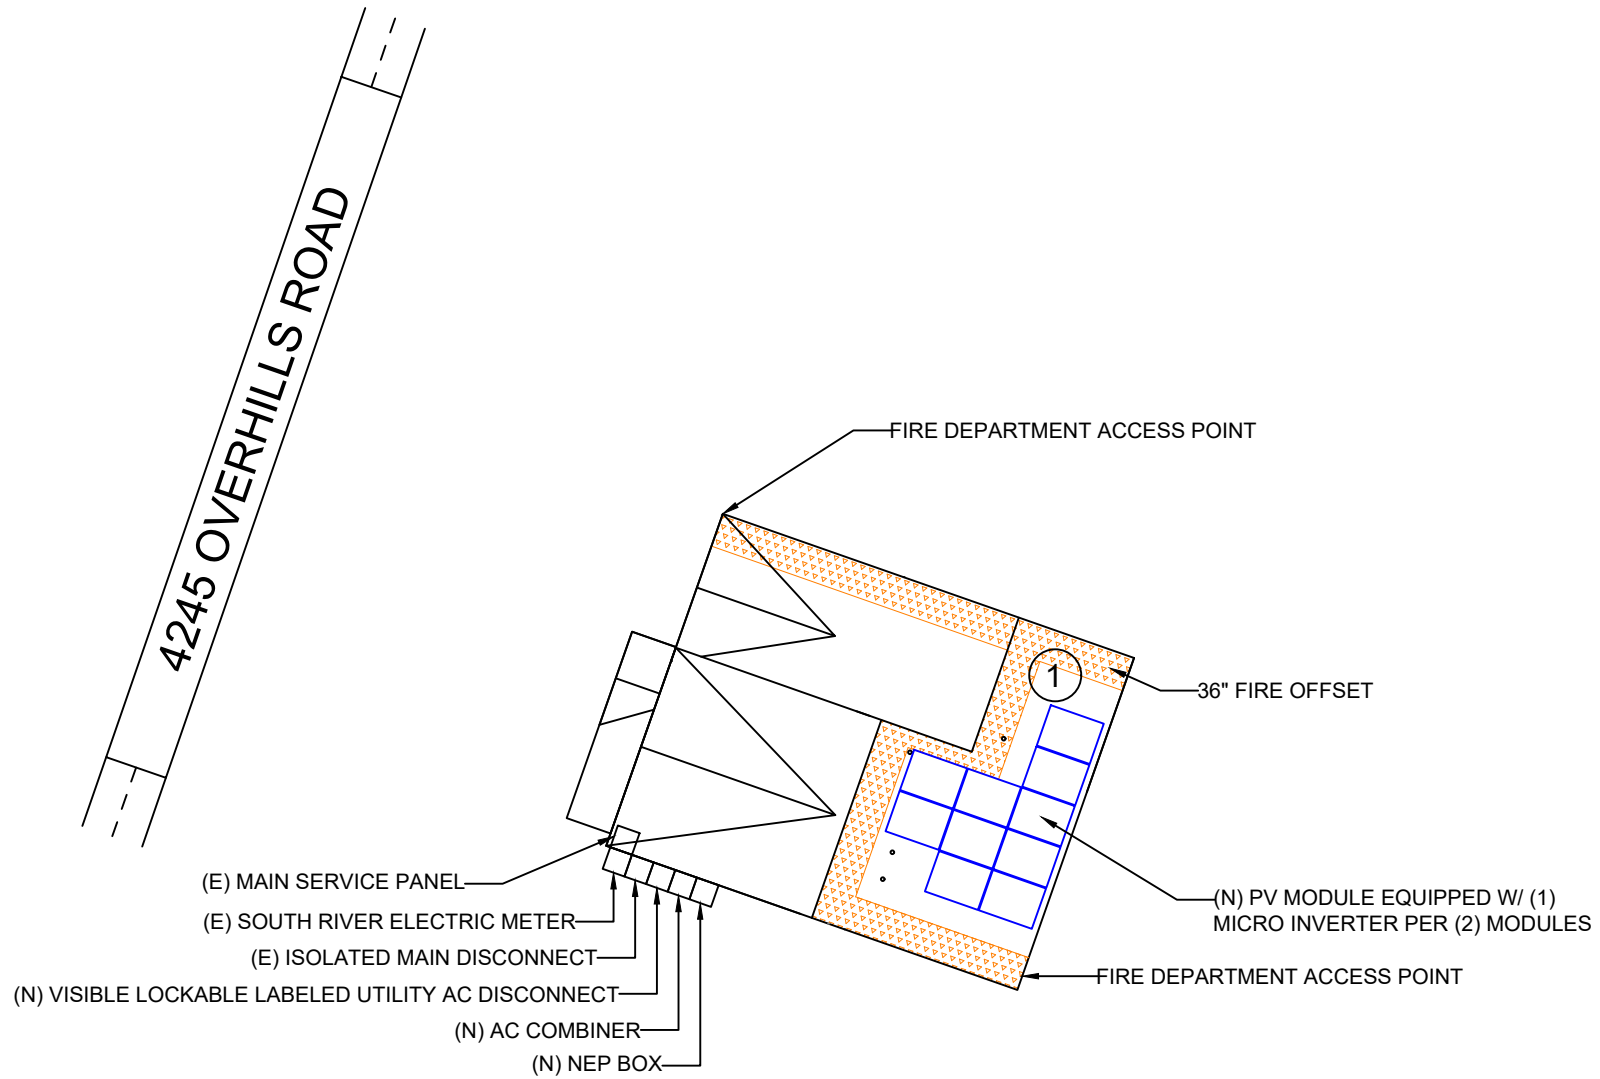 4245 OVERHILLS ROAD
FIRE DEPARTMENT ACCESS POINT
1
36" FIRE OFFSET
(E) MAIN SERVICE PANEL
(E) SOUTH RIVER ELECTRIC METER
(E) ISOLATED MAIN DISCONNECT
(N) VISIBLE LOCKABLE LABELED UTILITY AC DISCONNECT
(N) AC COMBINER
(N) NEP BOX
(N) PV MODULE EQUIPPED W/ (1)
MICRO INVERTER PER (2) MODULES
FIRE DEPARTMENT ACCESS POINT